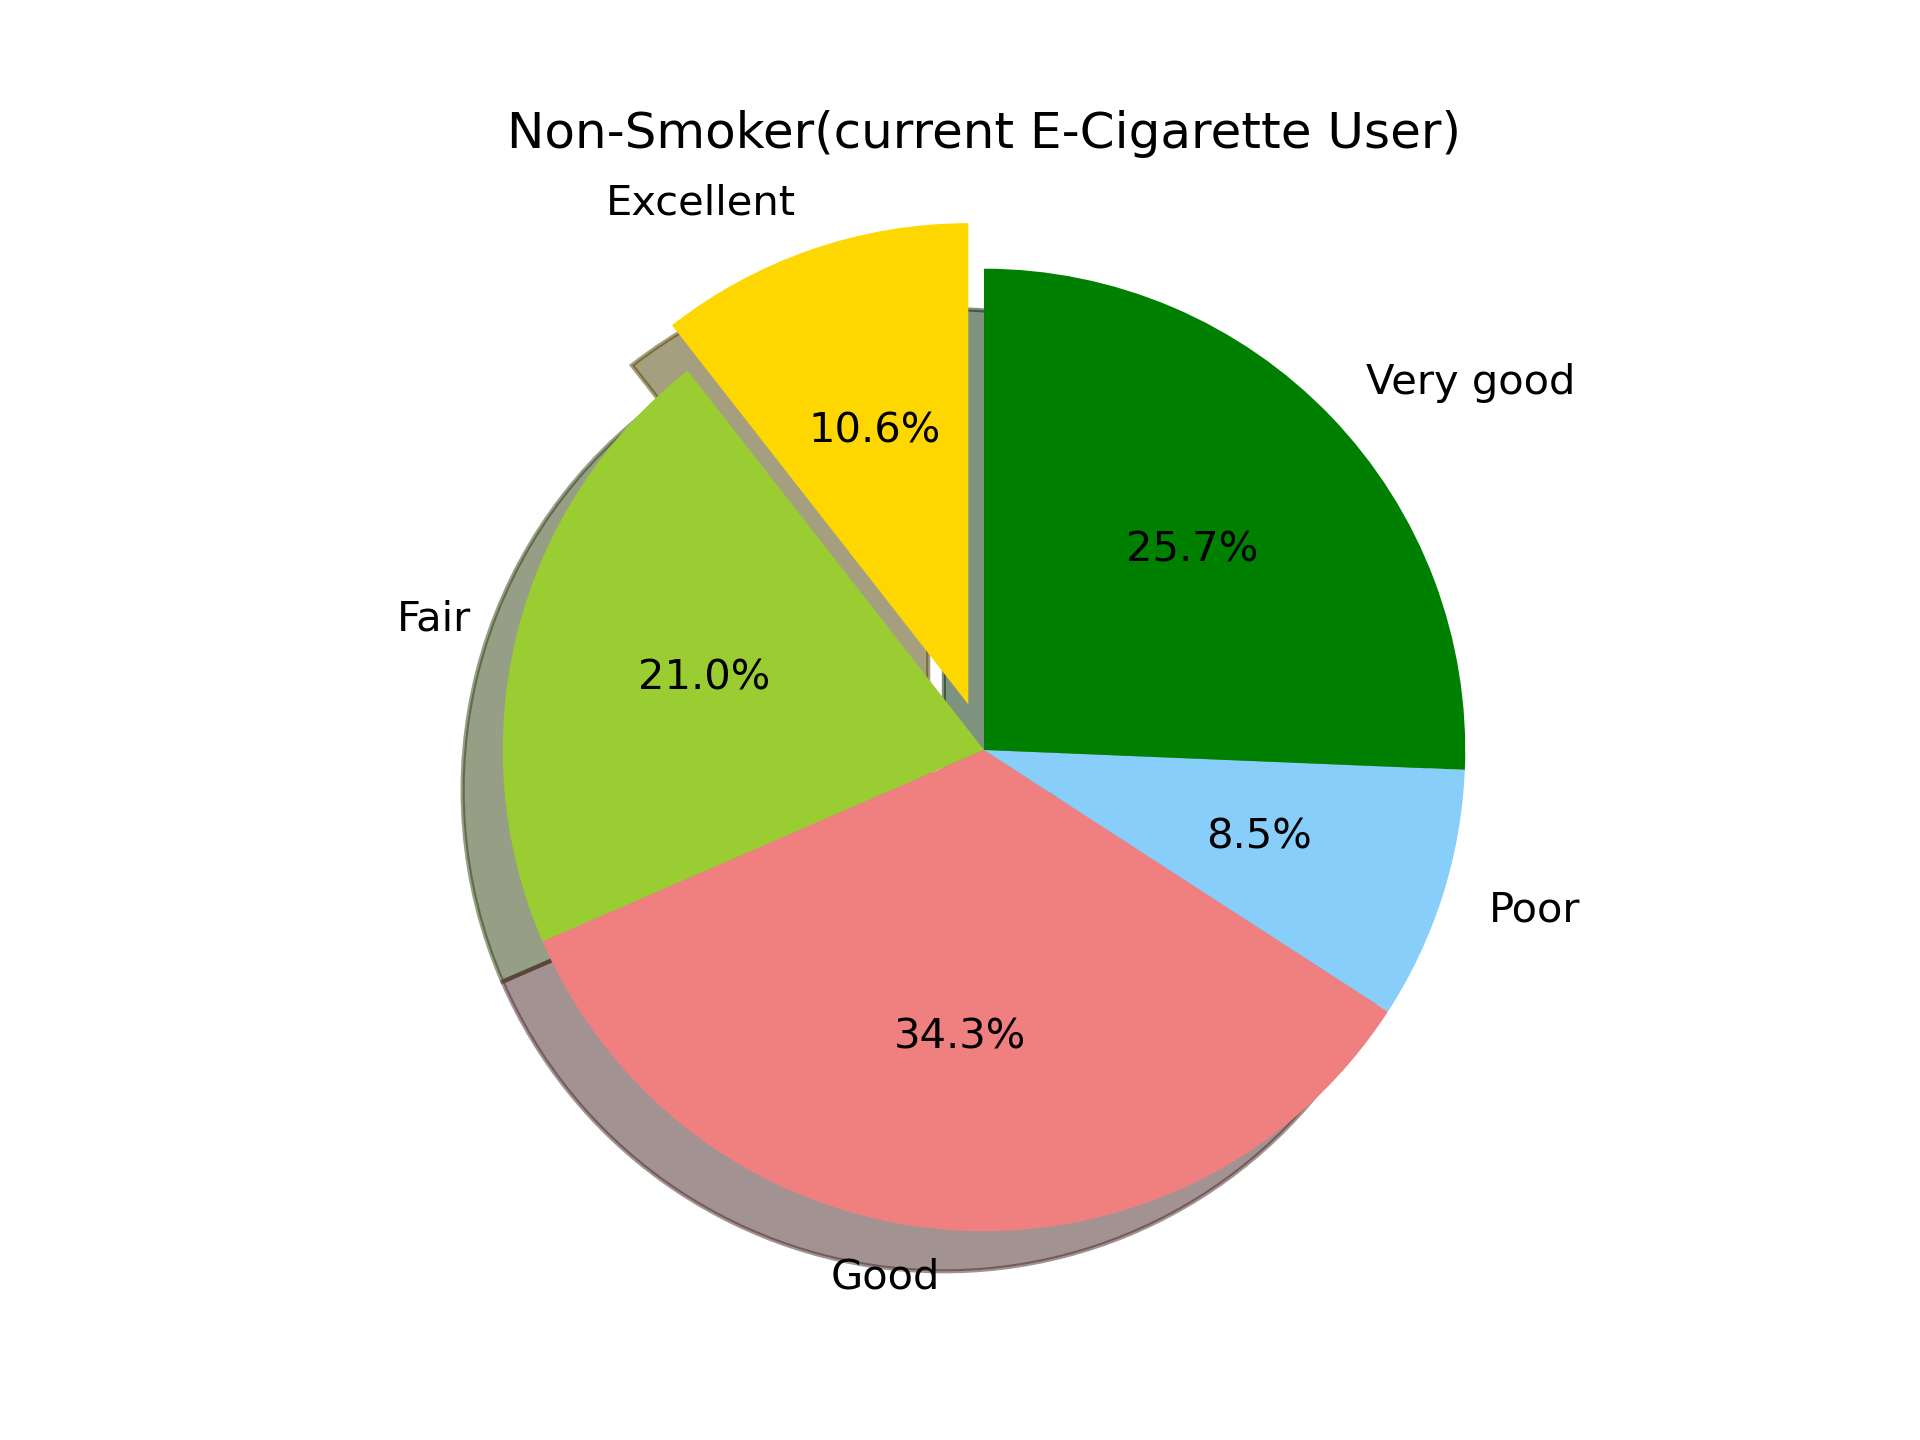 Non-Smoker(current E-Cigarette User)
Excellent
Very good
10.6%
25.7%
Fair
21.0%
8.5%
Poor
34.3%
Good